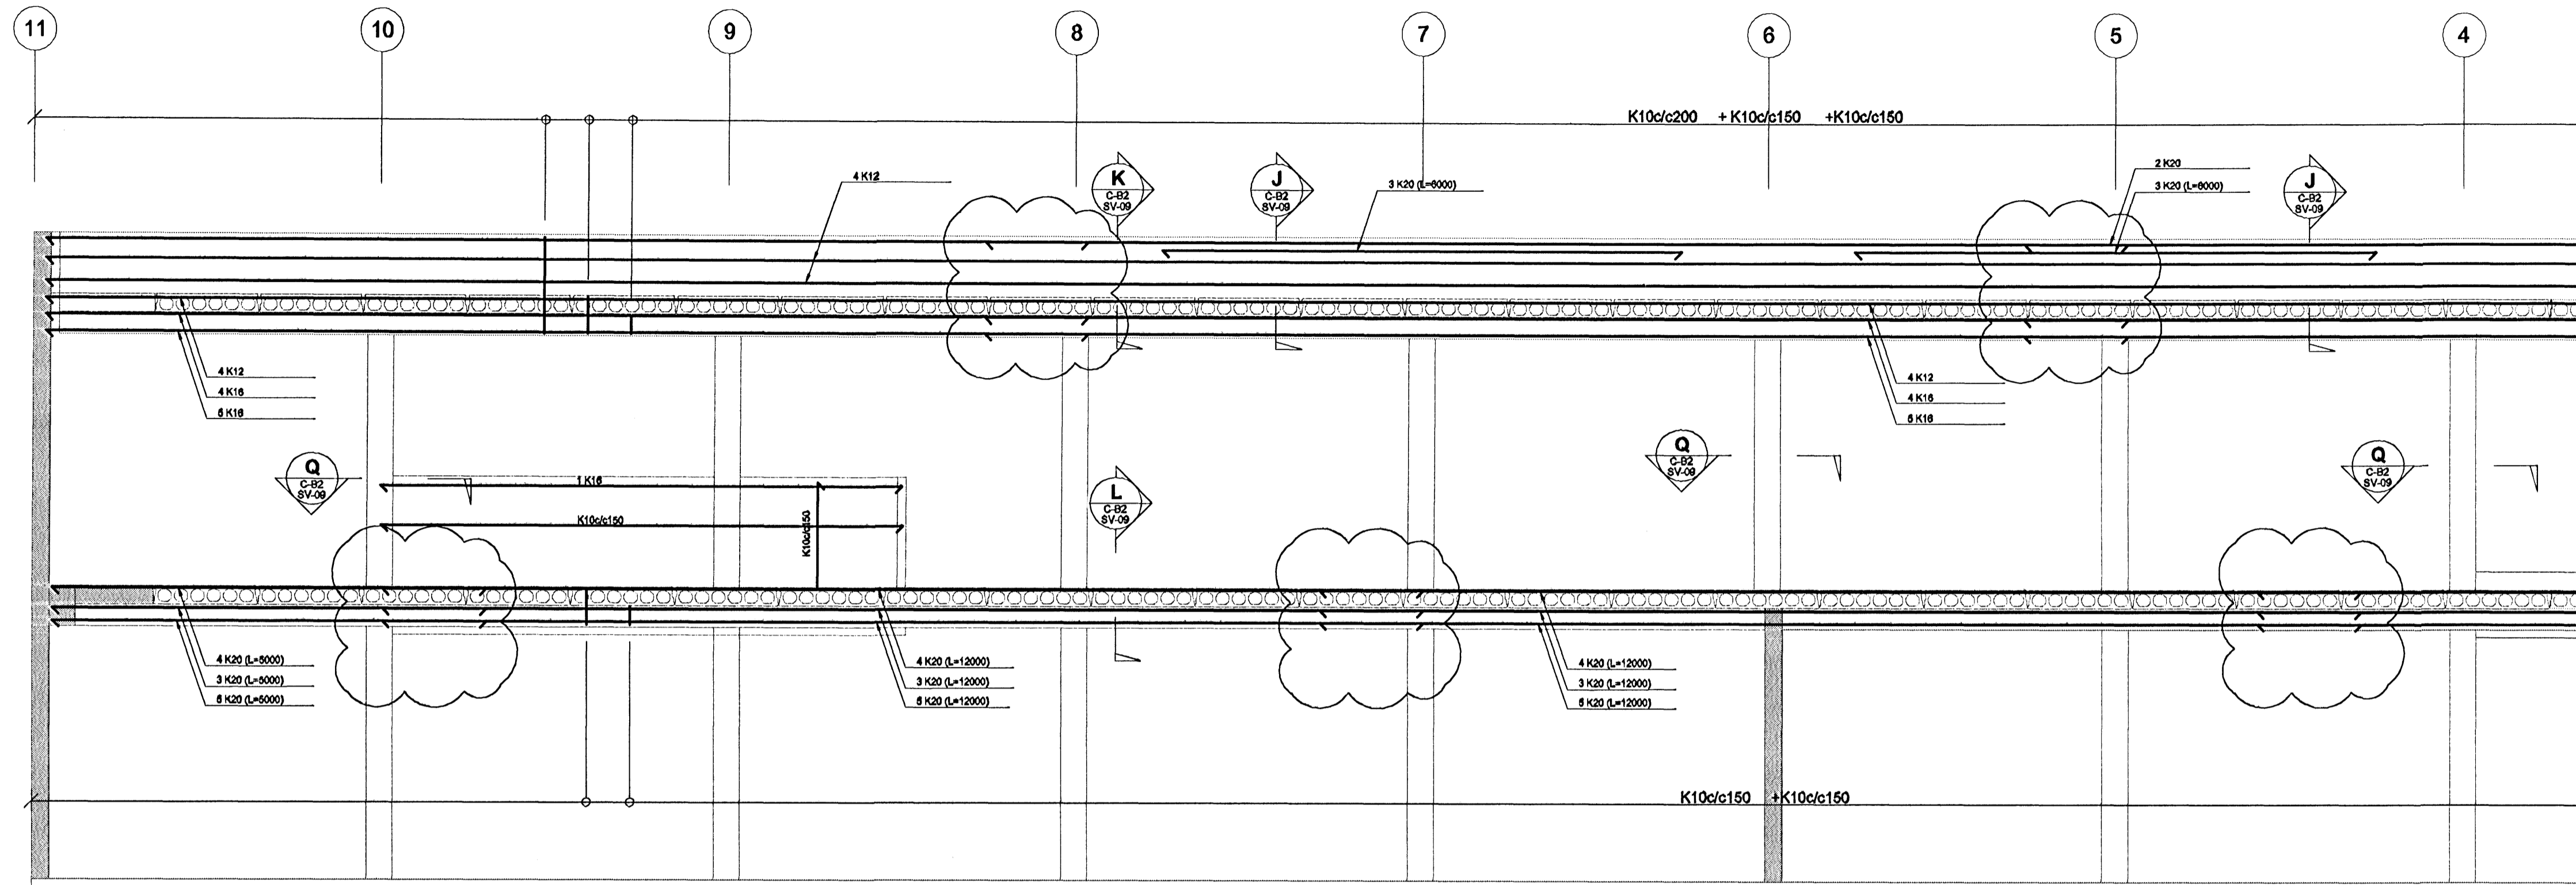 11
10
9
8
7
6
5
4
K10c/c200 + K10c/c150 +K10c/c150
4 K12
K
C-B2
SV-09
J
C-B2
SV-09
3 K20 (L=6000)
2 K20
3 K20 (L=6000)
J
C-B2
SV-09
4 K12
4 K16
5 K16
4 K12
4 K16
5 K16
Q
C-B2
SV-09
1 K16
K10c/c150
K10c/c150
L
C-B2
SV-09
Q
C-B2
SV-09
Q
C-B2
SV-09
4 K20 (L=5000)
3 K20 (L=5000)
5 K20 (L=5000)
4 K20 (L=12000)
3 K20 (L=12000)
5 K20 (L=12000)
4 K20 (L=12000)
3 K20 (L=12000)
5 K20 (L=12000)
K10c/c150 +K10c/c150